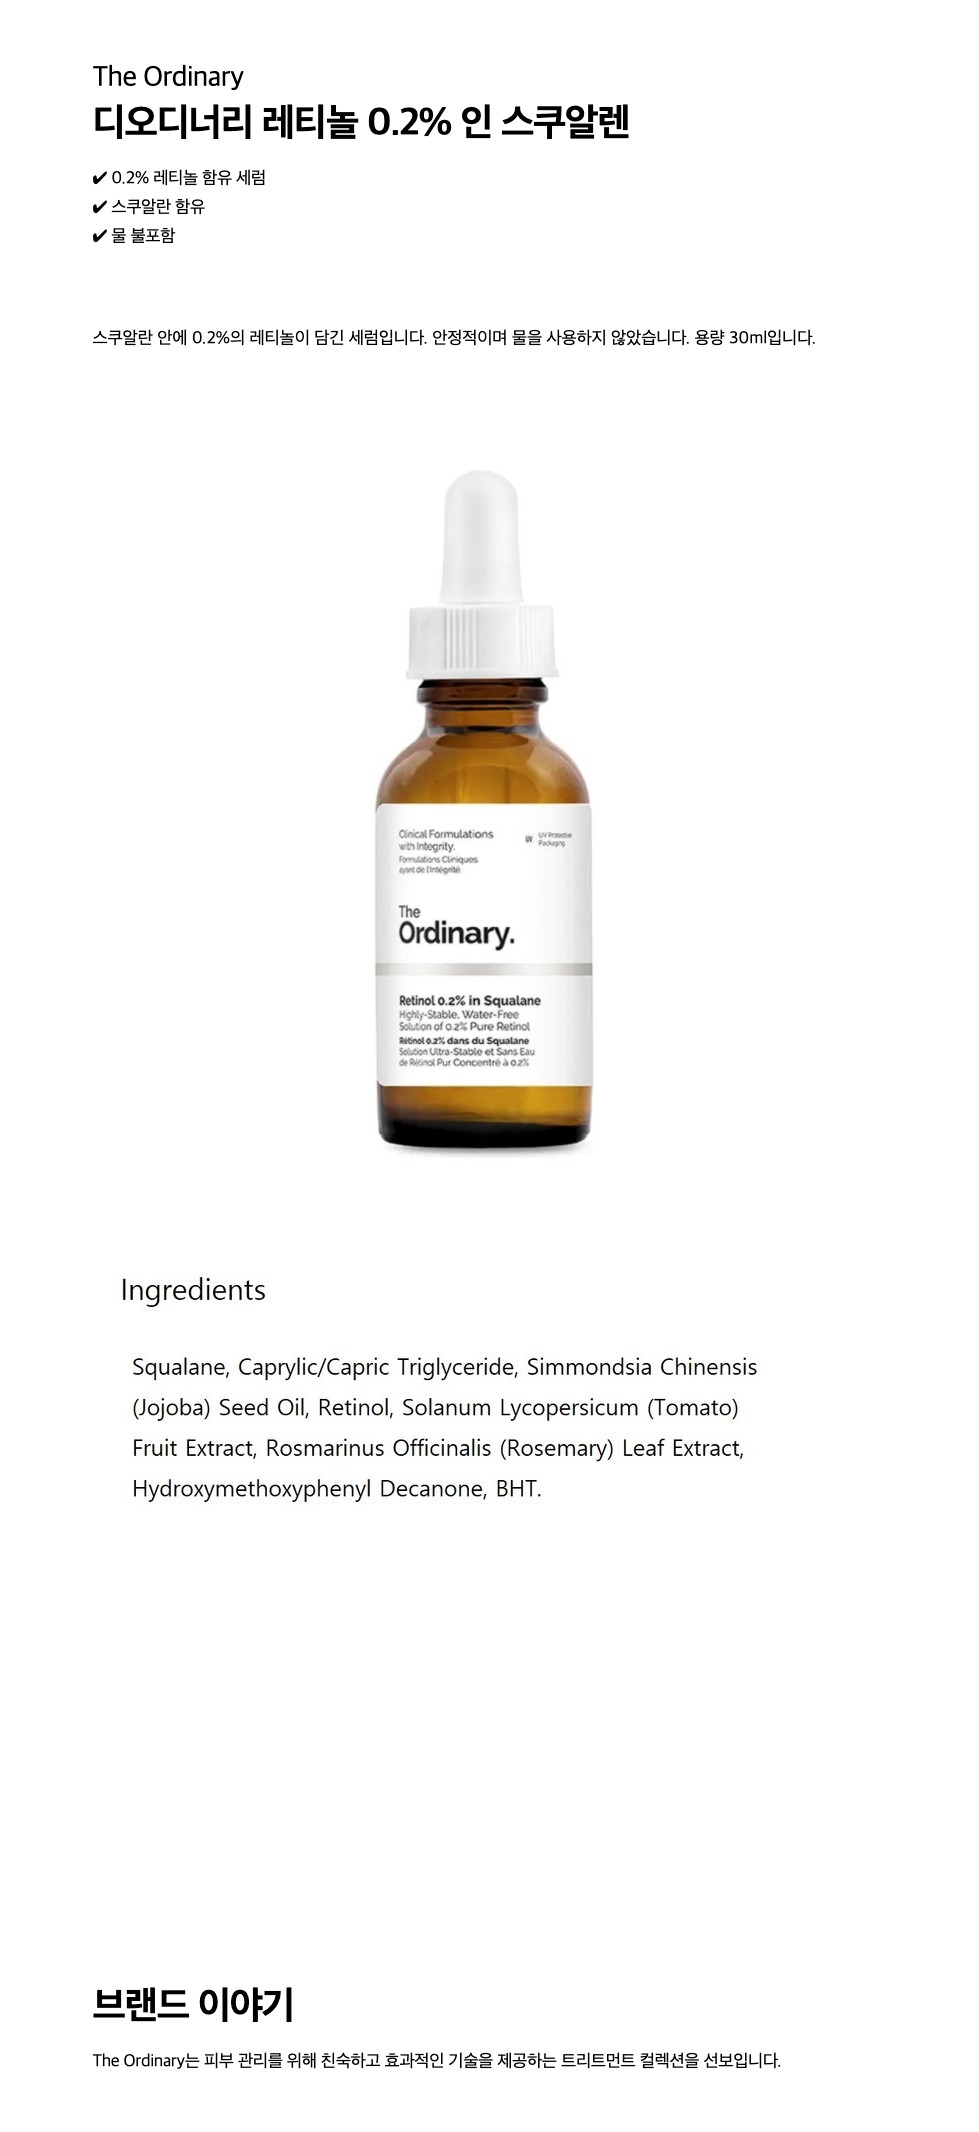 The Ordinary
디오디너리 레티놀 0.2% 인 스쿠알렌
✔ 0.2% 레티놀 함유 세럼
✔ 스쿠알란 함유
✔ 물 불포함
스쿠알란 안에 0.2%의 레티놀이 담긴 세럼입니다. 안정적이며 물을 사용하지 않았습니다. 용량 30ml입니다.
Clinical Formulations
with Integrity.
Formulations Cliniques
ayant de l'Intégrité.
UV UV Protective
Packaging
The
Ordinary.
Retinol 0.2% in Squalane
Highly-Stable, Water-Free
Solution of 0.2% Pure Retinol
Rétinol 0.2% dans du Squalane
Solution Ultra-Stable et Sans Eau
de Rétinol Pur Concentré à 0.2%
Ingredients
Squalane, Caprylic/Capric Triglyceride, Simmondsia Chinensis
(Jojoba) Seed Oil, Retinol, Solanum Lycopersicum (Tomato)
Fruit Extract, Rosmarinus Officinalis (Rosemary) Leaf Extract,
Hydroxymethoxyphenyl Decanone, BHT.
브랜드 이야기
The Ordinary는 피부 관리를 위해 친숙하고 효과적인 기술을 제공하는 트리트먼트 컬렉션을 선보입니다.